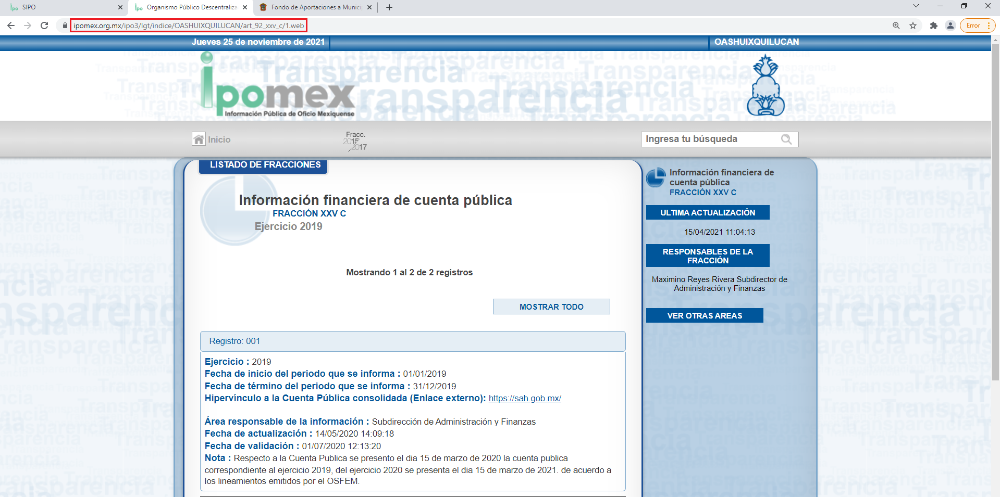 SIPO
Organismo Público Descentraliza
Fondo de Aportaciones a Munici
ipomex.org.mx/ipo3/lgt/indice/OASHUIXQUILUCAN/art_92_xxv_c/1.web
Error
Jueves 25 de noviembre de 2021
OASHUIXQUILUCAN
Transparencia
ipomex
Información Pública de Oficio Mexiquense
Inicio
Fracc.
2015
2017
Ingresa tu búsqueda
LISTADO DE FRACCIONES
Información financiera de cuenta pública
FRACCIÓN XXV C
Ejercicio 2019
Mostrando 1 al 2 de 2 registros
MOSTRAR TODO
Registro: 001
Ejercicio : 2019
Fecha de inicio del periodo que se informa : 01/01/2019
Fecha de término del periodo que se informa : 31/12/2019
Hipervínculo a la Cuenta Pública consolidada (Enlace externo): https://sah.gob.mx/
Área responsable de la información : Subdirección de Administración y Finanzas
Fecha de actualización : 14/05/2020 14:09:18
Fecha de validación : 01/07/2020 12:13:20
Nota : Respecto a la Cuenta Publica se presento el dia 15 de marzo de 2020 la cuenta publica
correspondiente al ejercicio 2019, del ejercicio 2020 se presenta el dia 15 de marzo de 2021. de acuerdo a
los lineamientos emitidos por el OSFEM.
Información financiera de
cuenta pública
FRACCIÓN XXV C
ULTIMA ACTUALIZACIÓN
15/04/2021 11:04:13
RESPONSABLES DE LA
FRACCIÓN
Maximino Reyes Rivera Subdirector de
Administración y Finanzas
VER OTRAS AREAS